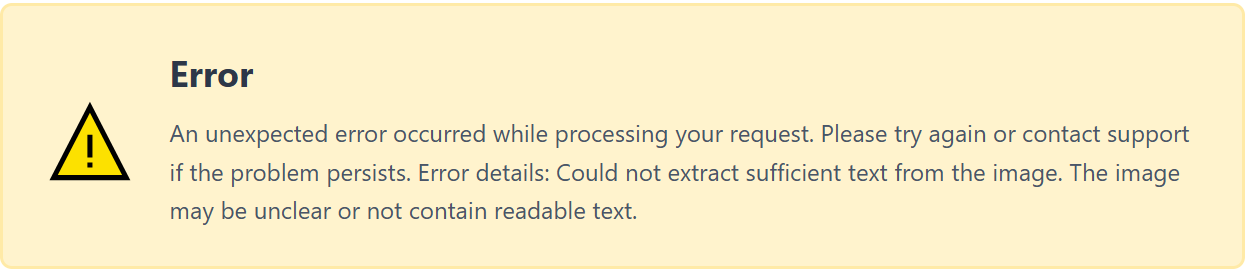 Error
An unexpected error occurred while processing your request. Please try again or contact support
if the problem persists. Error details: Could not extract sufficient text from the image. The image
may be unclear or not contain readable text.